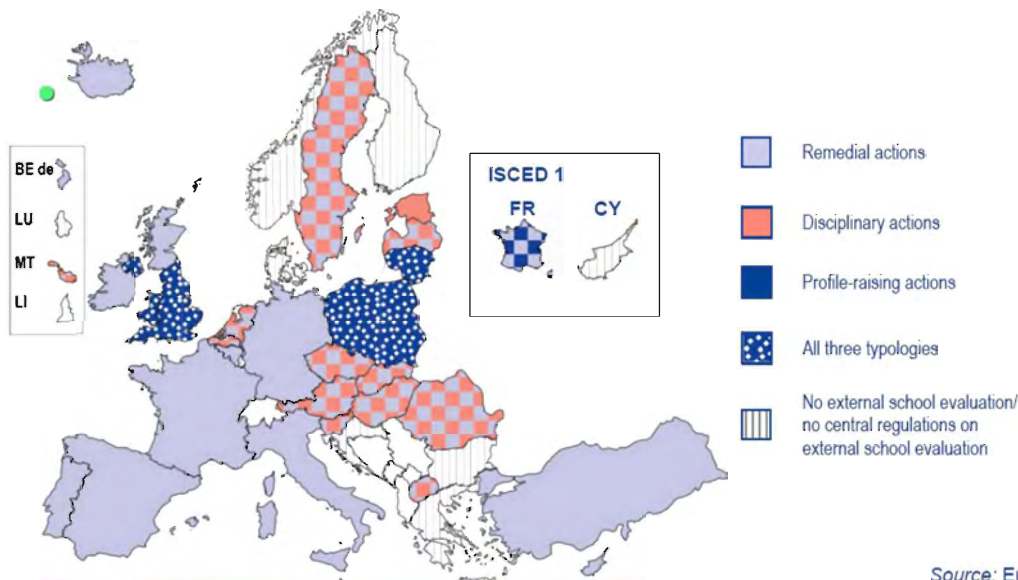 BE de
LU
MT
LI
ISCED 1
FR CY
Remedial actions
Disciplinary actions
Profile-raising actions
All three typologies
No external school evaluation/
no central regulations on
external school evaluation
Source: